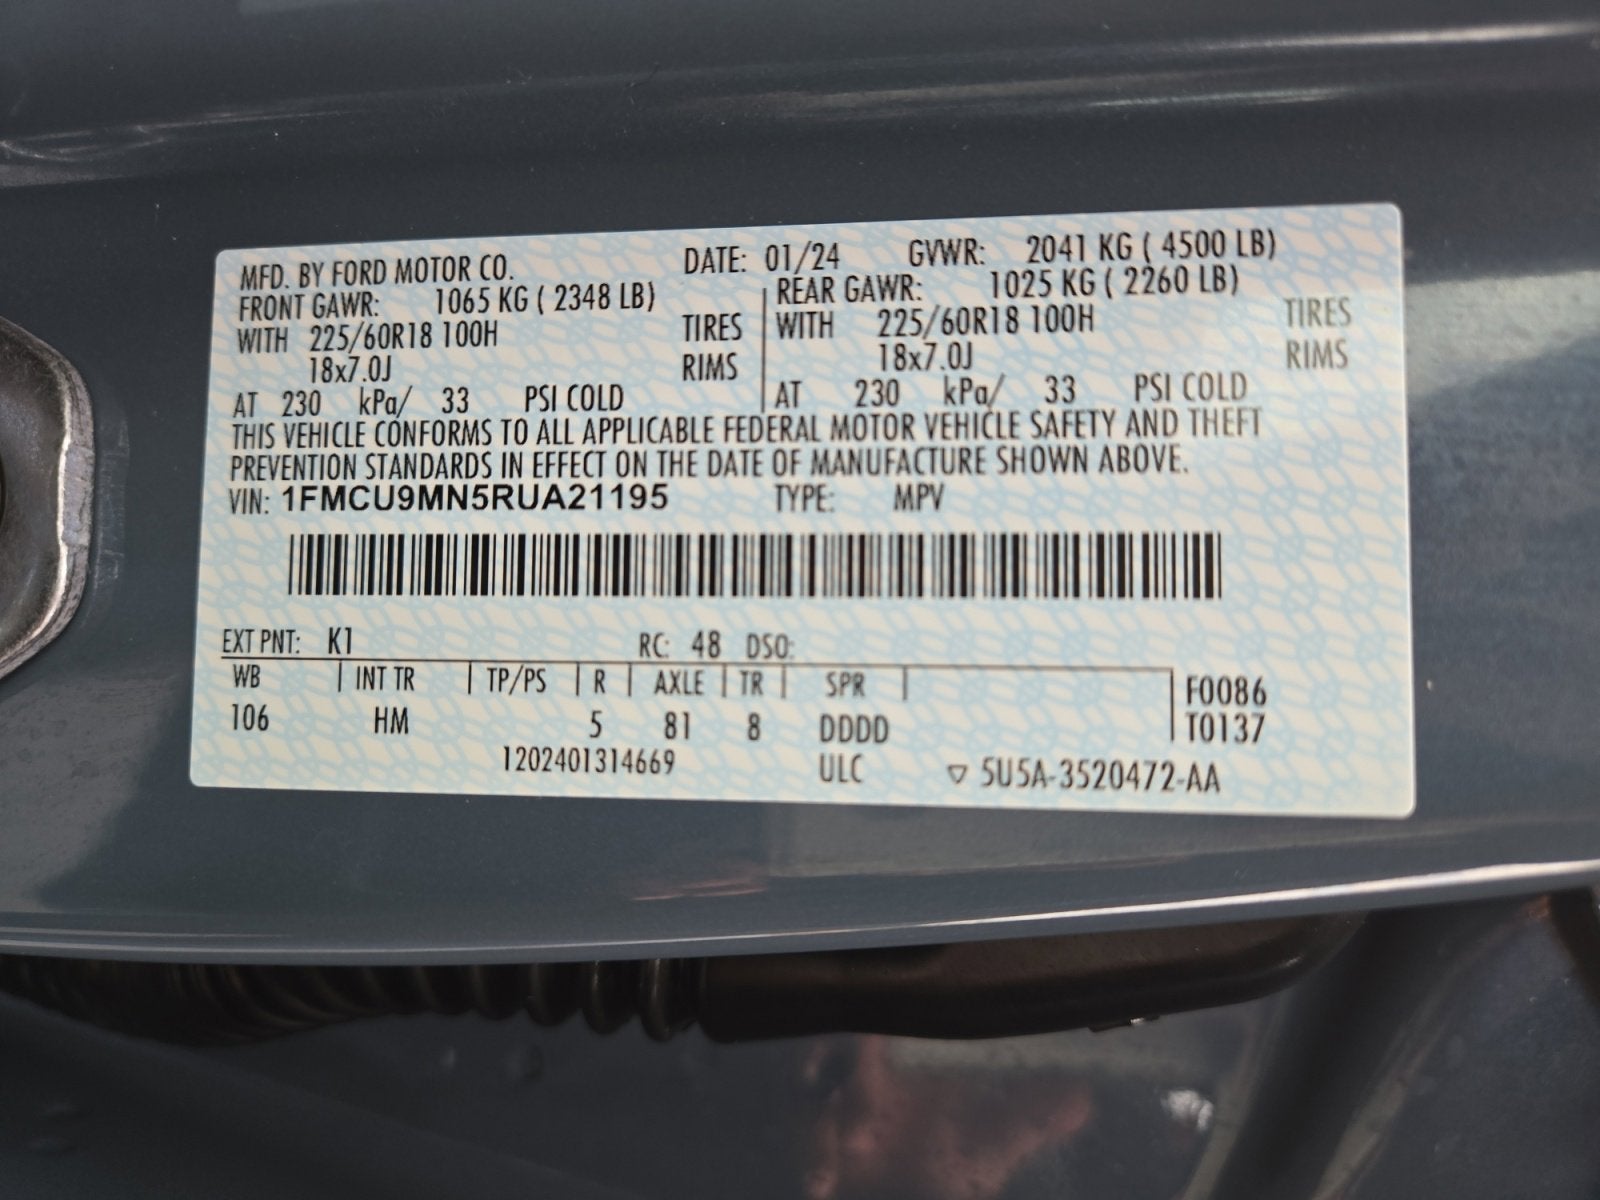 MFD. BY FORD MOTOR CO. DATE: 01/24 GVWR: 2041 KG ( 4500 LB)
FRONT GAWR: 1065 KG ( 2348 LB) REAR GAWR: 1025 KG ( 2260 LB)
WITH 225/60R18 100H TIRES WITH 225/60R18 100H TIRES
18x7.0J RIMS 18x7.0J RIMS
AT 230 kPa/ 33 PSI COLD AT 230 kPa/ 33 PSI COLD
THIS VEHICLE CONFORMS TO ALL APPLICABLE FEDERAL MOTOR VEHICLE SAFETY AND THEFT
PREVENTION STANDARDS IN EFFECT ON THE DATE OF MANUFACTURE SHOWN ABOVE.
VIN: 1FMCU9MN5RUA21195 TYPE: MPV
EXT PNT: K1 RC: 48 DSO:
WB INT TR TP/PS R AXLE TR SPR F0086
106 HM 5 81 8 DDDD T0137
1202401314669 ULC ▽ 5U5A-3520472-AA